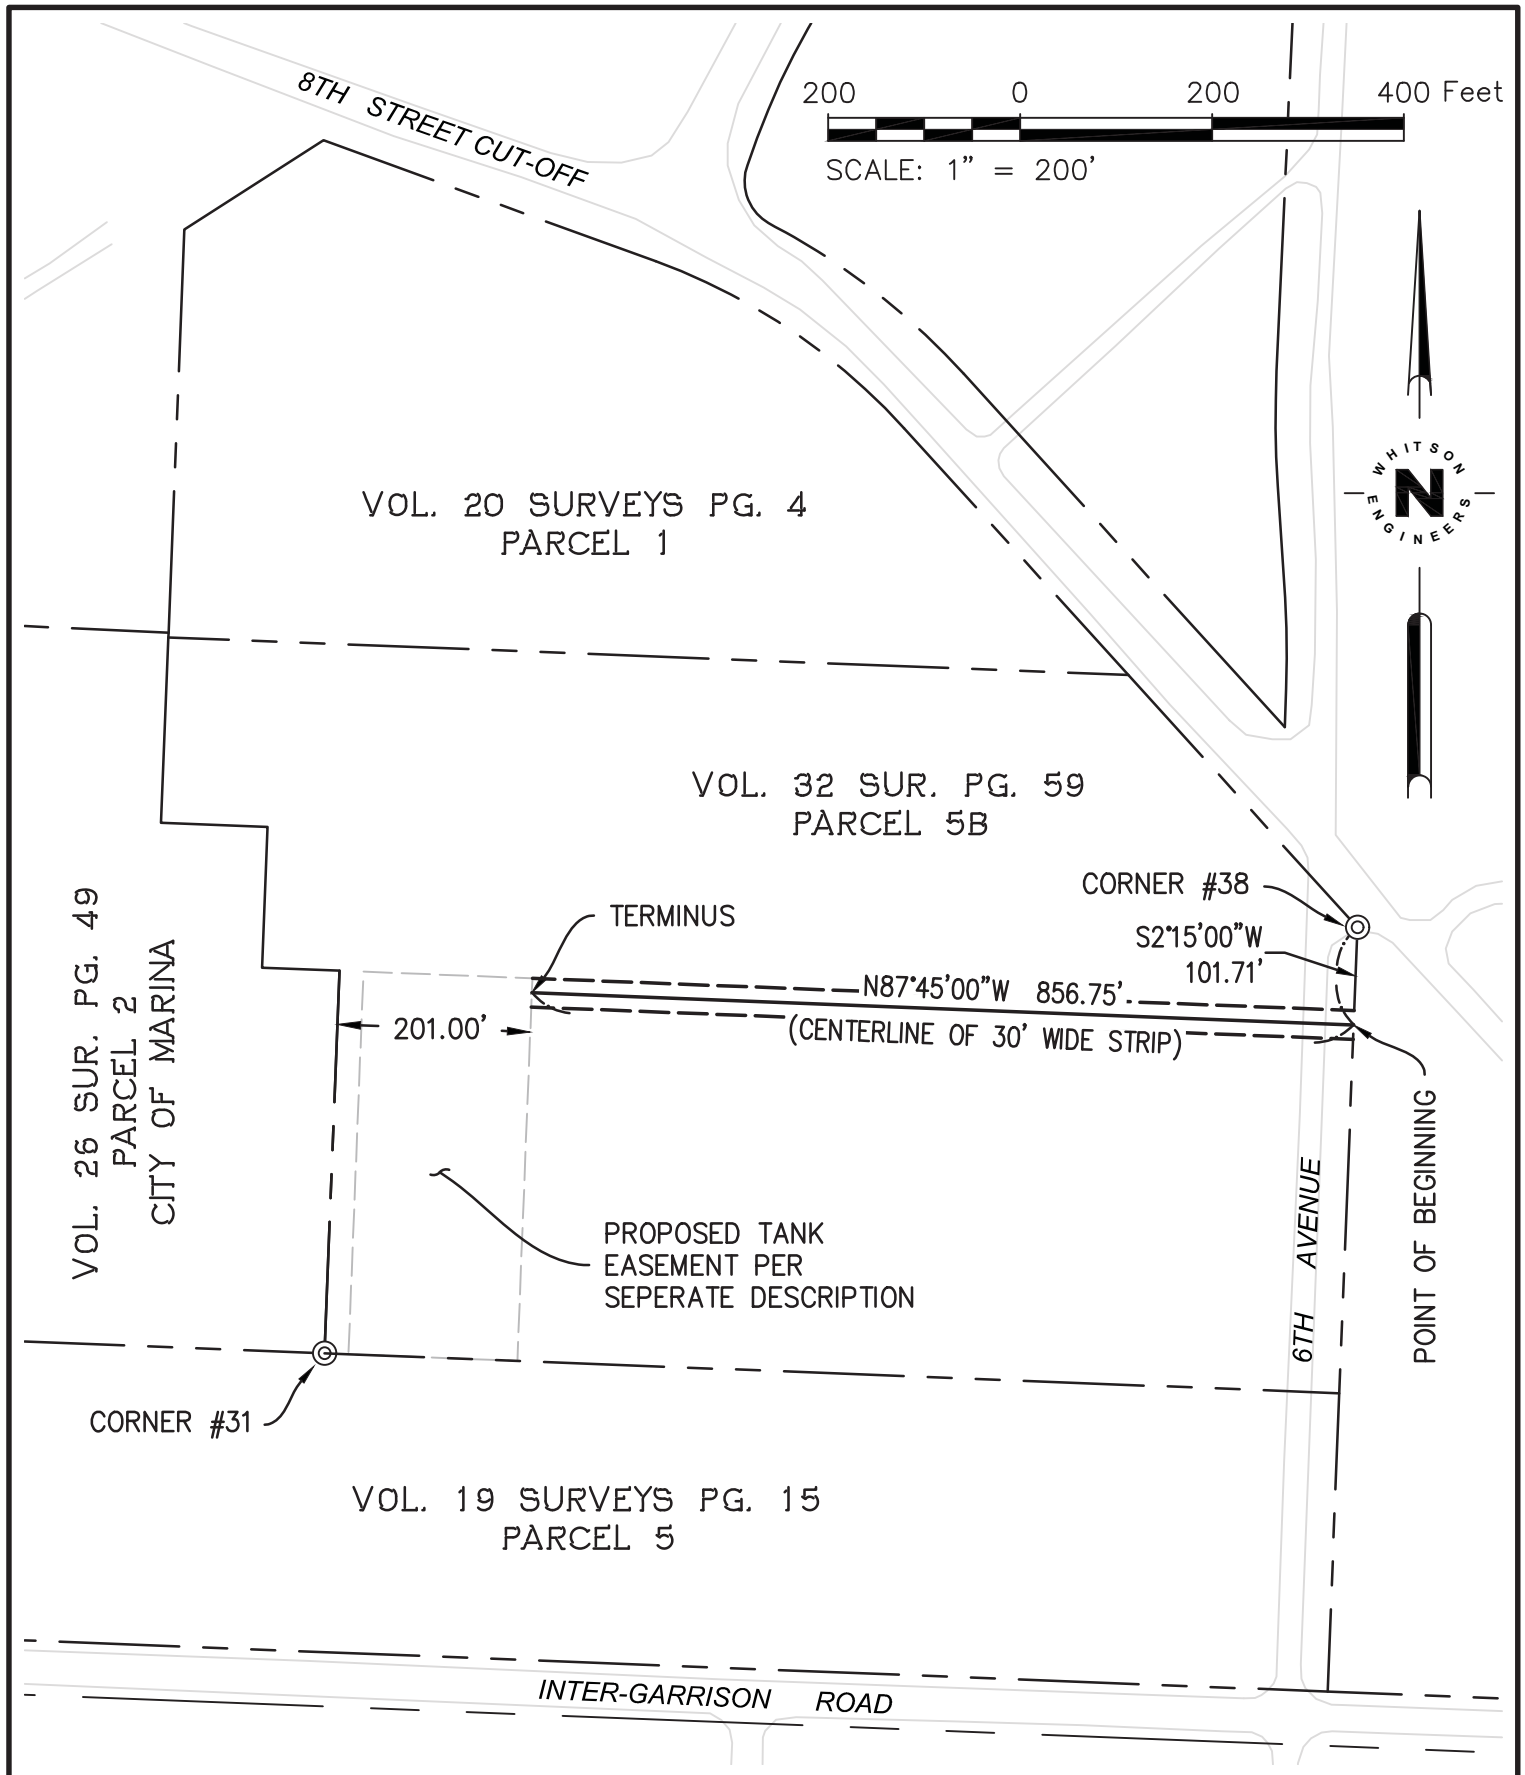 8TH STREET CUT-OFF
200 0 200 400 Feet
SCALE: 1" = 200'
WHITSON
N
ENGINEERS
VOL. 20 SURVEYS PG. 4
PARCEL 1
VOL. 32 SUR. PG. 59
PARCEL 5B
CORNER #38
S2°15'00"W
101.71'
TERMINUS
N87°45'00"W 856.75'
(CENTERLINE OF 30' WIDE STRIP)
201.00'
VOL. 26 SUR. PG. 49
PARCEL 2
CITY OF MARINA
PROPOSED TANK
EASEMENT PER
SEPERATE DESCRIPTION
6TH AVENUE
POINT OF BEGINNING
CORNER #31
VOL. 19 SURVEYS PG. 15
PARCEL 5
INTER-GARRISON ROAD